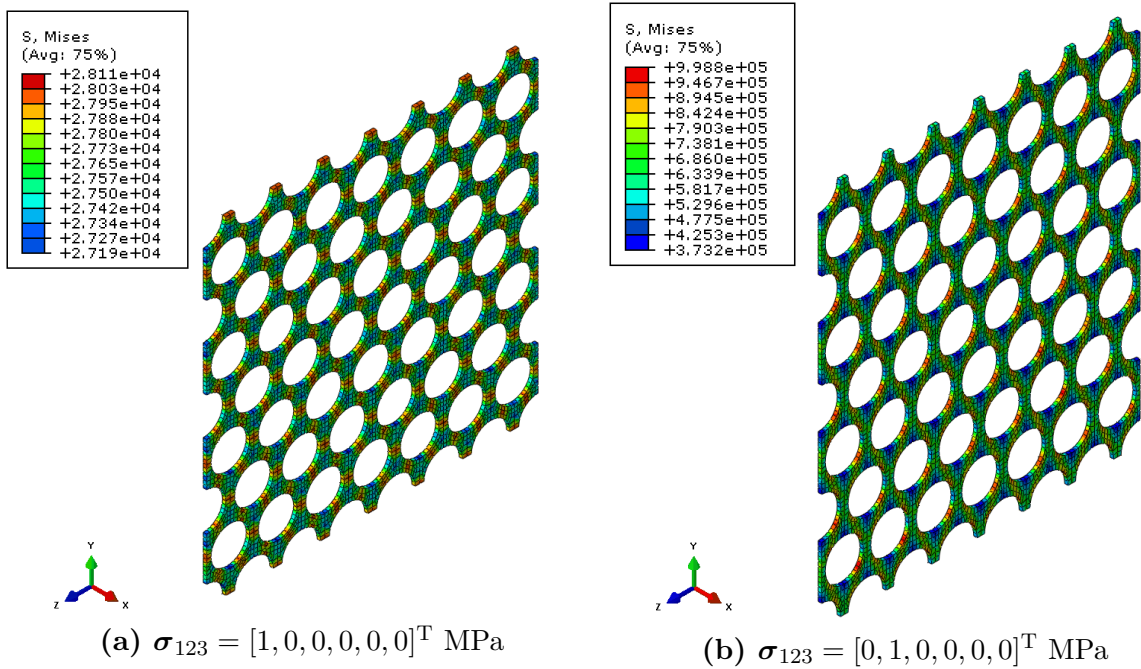 S, Mises
(Avg: 75%)
+2.811e+04
+2.803e+04
+2.795e+04
+2.788e+04
+2.780e+04
+2.773e+04
+2.765e+04
+2.757e+04
+2.750e+04
+2.742e+04
+2.734e+04
+2.727e+04
+2.719e+04
Y
Z
X
(a) σ₁₂₃ = [1, 0, 0, 0, 0, 0]ᵀ MPa
S, Mises
(Avg: 75%)
+9.988e+05
+9.467e+05
+8.945e+05
+8.424e+05
+7.903e+05
+7.381e+05
+6.860e+05
+6.339e+05
+5.817e+05
+5.296e+05
+4.775e+05
+4.253e+05
+3.732e+05
Y
Z
X
(b) σ₁₂₃ = [0, 1, 0, 0, 0, 0]ᵀ MPa